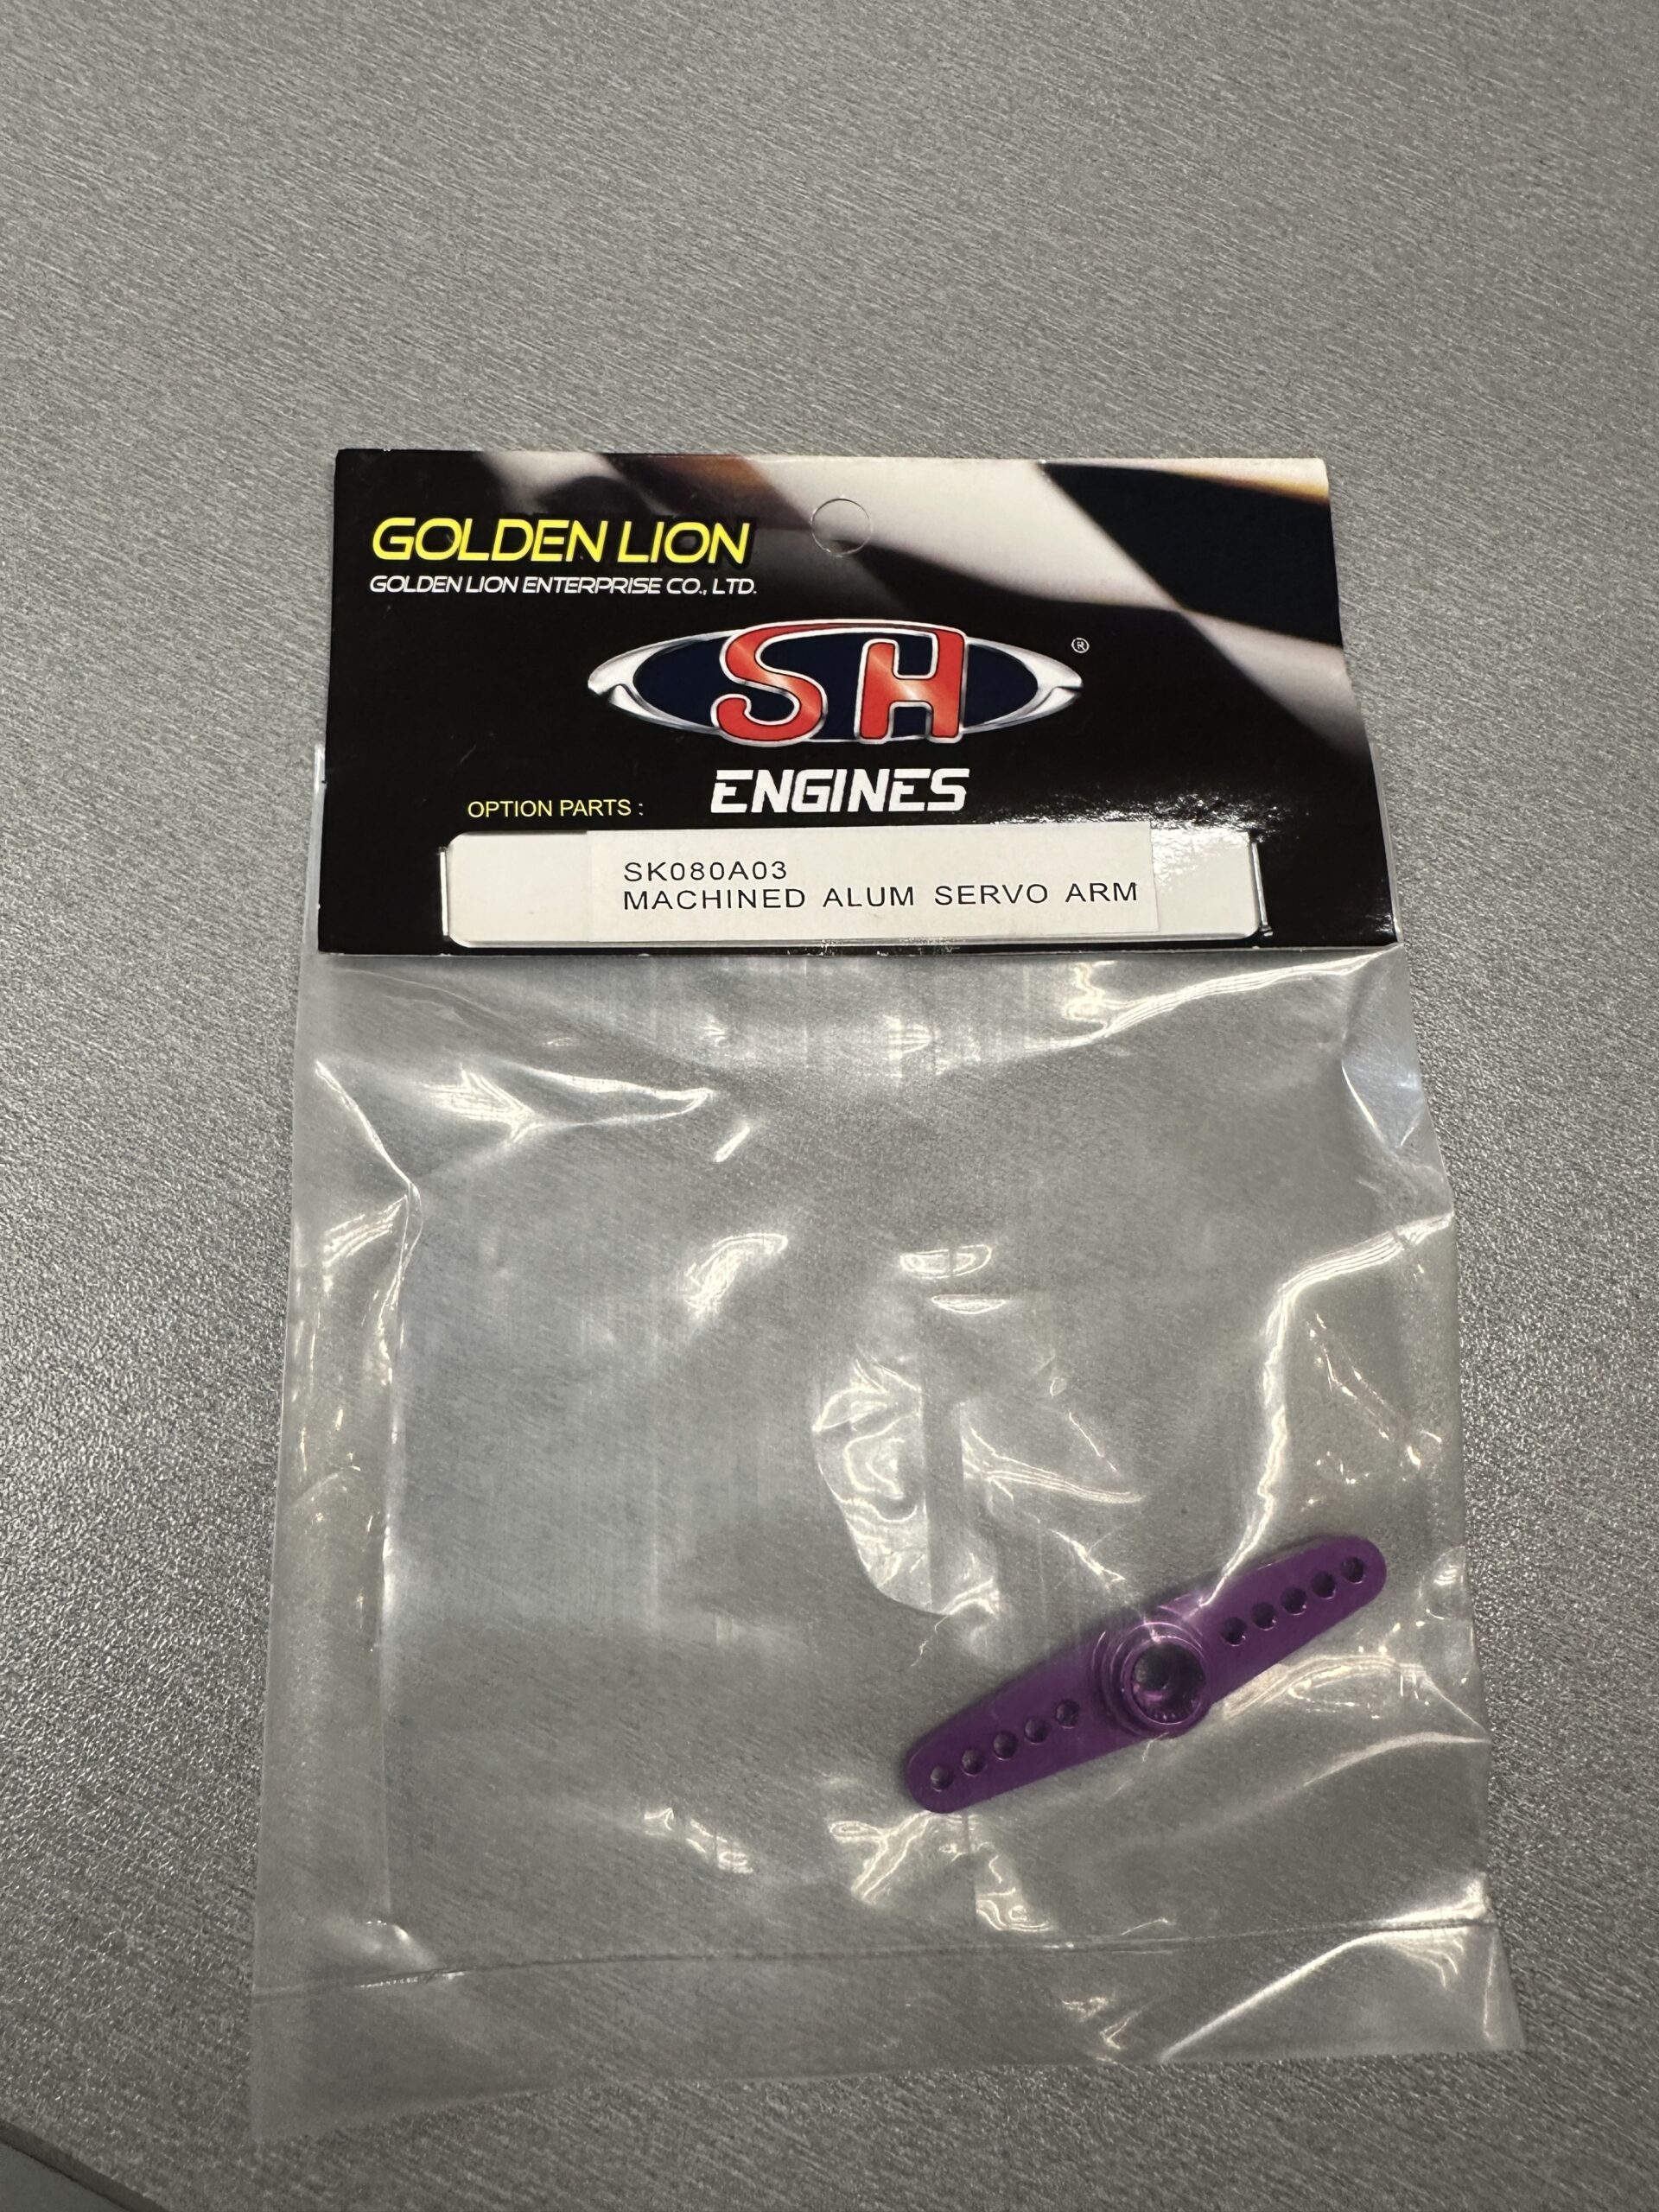 GOLDEN LION
GOLDEN LION ENTERPRISE CO., LTD.
SH ®
ENGINES
OPTION PARTS :
SK080A03
MACHINED ALUM SERVO ARM